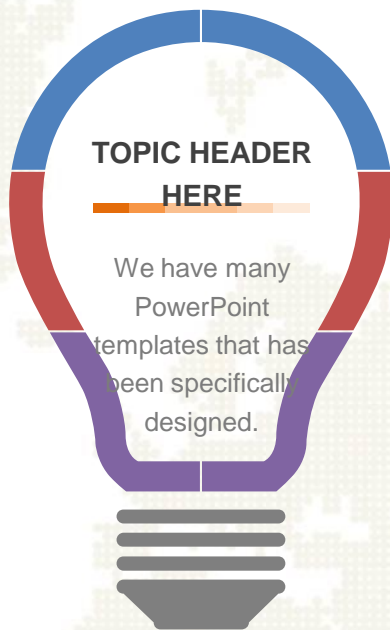 TOPIC HEADER
HERE
We have many
PowerPoint
templates that has
been specifically
designed.